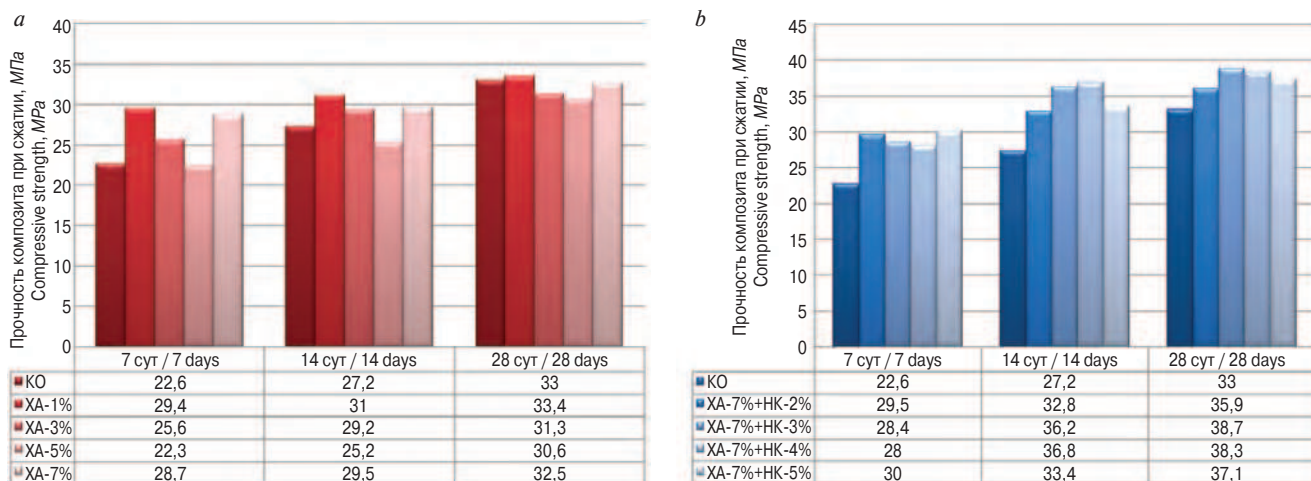 a
Прочность композита при сжатии, МПа
Compressive strength, MPa
40
35
30
25
20
15
10
5
0
7 сут / 7 days 14 сут / 14 days 28 сут / 28 days
КО 22,6 27,2 33
ХА-1% 29,4 31 33,4
ХА-3% 25,6 29,2 31,3
ХА-5% 22,3 25,2 30,6
ХА-7% 28,7 29,5 32,5
b
Прочность композита при сжатии, МПа
Compressive strength, MPa
45
40
35
30
25
20
15
10
5
0
7 сут / 7 days 14 сут / 14 days 28 сут / 28 days
КО 22,6 27,2 33
ХА-7%+НК-2% 29,5 32,8 35,9
ХА-7%+НК-3% 28,4 36,2 38,7
ХА-7%+НК-4% 28 36,8 38,3
ХА-7%+НК-5% 30 33,4 37,1